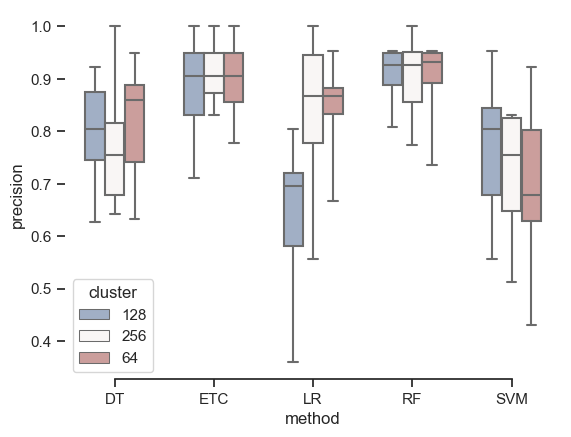 1.0
0.9
0.8
0.7
0.6
0.5
0.4
precision
cluster
128
256
64
DT
ETC
LR
RF
SVM
method